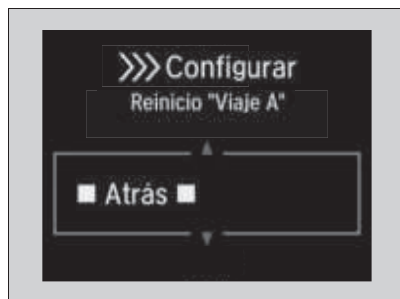 >>> Configurar
Reinicio "Viaje A"
■ Atrás ■